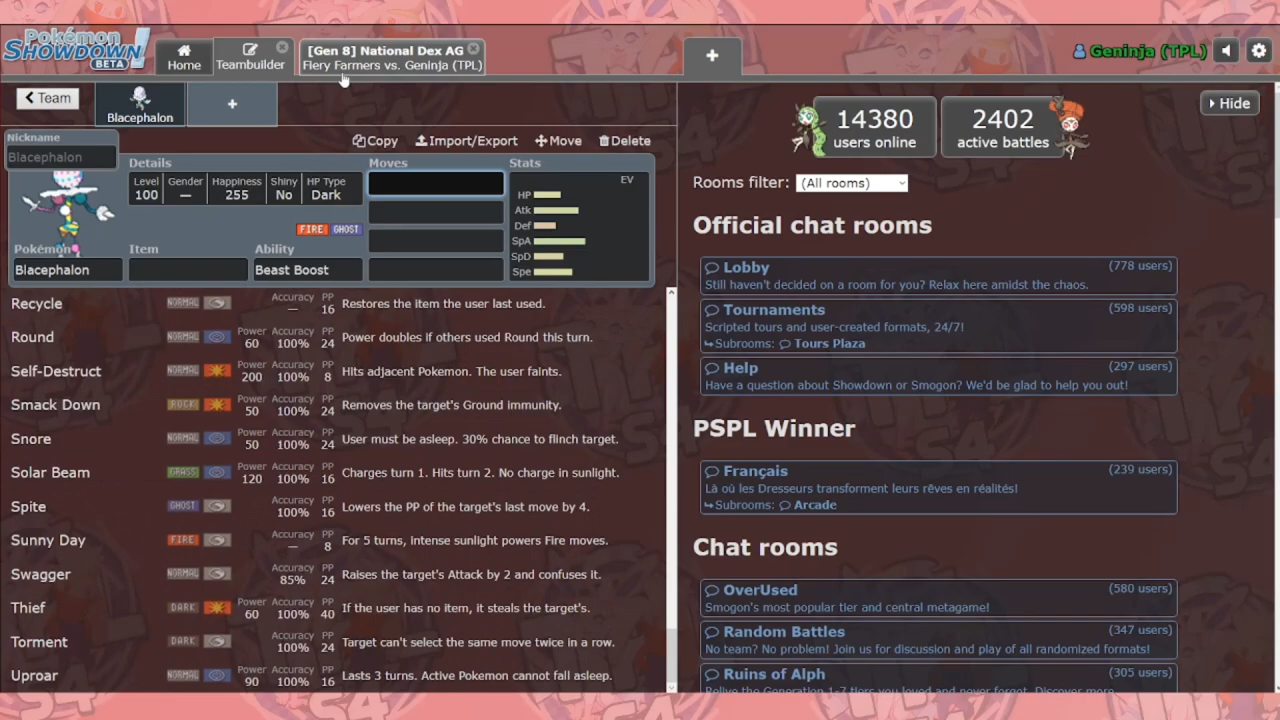 Pokémon
SHOWDOWN!
BETA
Home
Teambuilder
[Gen 8] National Dex AG
Fiery Farmers vs. Geninja (TPL)
+
Geninja (TPL)
Team
Blacephalon
+
Copy
Import/Export
Move
Delete
Nickname
Blacephalon
Details
Level
100
Gender
—
Happiness
255
Shiny
No
HP Type
Dark
FIRE
GHOST
Pokémon
Blacephalon
Item
Ability
Beast Boost
Moves
Stats
EV
HP
Atk
Def
SpA
SpD
Spe
Recycle NORMAL Accuracy — PP 16 Restores the item the user last used.
Round NORMAL Power 60 Accuracy 100% PP 24 Power doubles if others used Round this turn.
Self-Destruct NORMAL Power 200 Accuracy 100% PP 8 Hits adjacent Pokemon. The user faints.
Smack Down ROCK Power 50 Accuracy 100% PP 24 Removes the target's Ground immunity.
Snore NORMAL Power 50 Accuracy 100% PP 24 User must be asleep. 30% chance to flinch target.
Solar Beam GRASS Power 120 Accuracy 100% PP 16 Charges turn 1. Hits turn 2. No charge in sunlight.
Spite GHOST Accuracy 100% PP 16 Lowers the PP of the target's last move by 4.
Sunny Day FIRE Accuracy — PP 8 For 5 turns, intense sunlight powers Fire moves.
Swagger NORMAL Accuracy 85% PP 24 Raises the target's Attack by 2 and confuses it.
Thief DARK Power 60 Accuracy 100% PP 40 If the user has no item, it steals the target's.
Torment DARK Accuracy 100% PP 24 Target can't select the same move twice in a row.
Uproar NORMAL Power 90 Accuracy 100% PP 16 Lasts 3 turns. Active Pokemon cannot fall asleep.
14380
users online
2402
active battles
Hide
Rooms filter: (All rooms)
Official chat rooms
Lobby (778 users)
Still haven't decided on a room for you? Relax here amidst the chaos.
Tournaments (598 users)
Scripted tours and user-created formats, 24/7!
Subrooms: Tours Plaza
Help (297 users)
Have a question about Showdown or Smogon? We'd be glad to help you out!
PSPL Winner
Français (239 users)
Là où les Dresseurs transforment leurs rêves en réalités!
Subrooms: Arcade
Chat rooms
OverUsed (580 users)
Smogon's most popular tier and central metagame!
Random Battles (347 users)
No team? No problem! Join us for discussion and play of all randomized formats!
Ruins of Alph (305 users)
Relive the Generation 1-7 tiers you loved and never forgot. Discover more